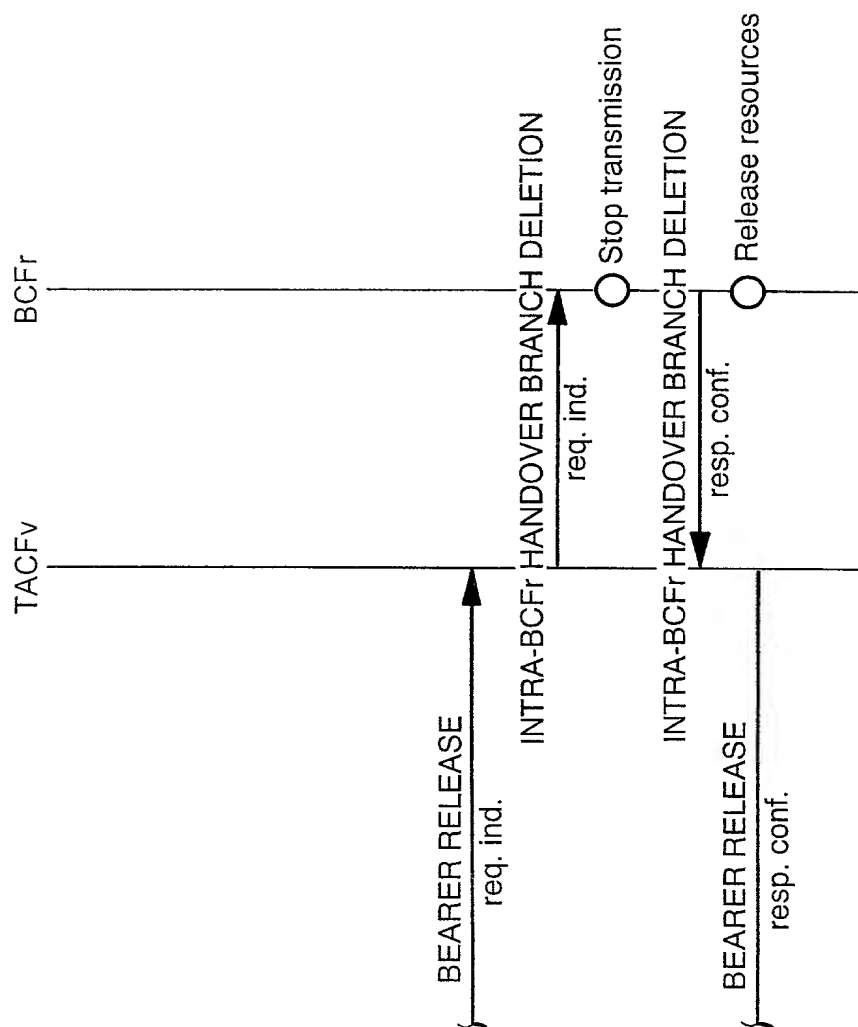 TACFv
BCFr
BEARER RELEASE
req. ind.
INTRA-BCFr HANDOVER BRANCH DELETION
req. ind.
Stop transmission
INTRA-BCFr HANDOVER BRANCH DELETION
resp. conf.
Release resources
BEARER RELEASE
resp. conf.